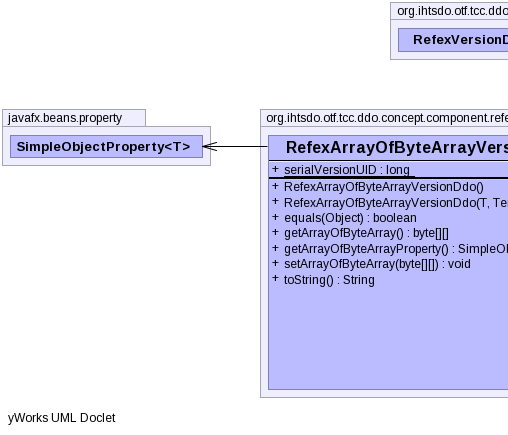 org.ihtsdo.otf.tcc.ddo
RefexVersionD
javafx.beans.property
SimpleObjectProperty<T>
org.ihtsdo.otf.tcc.ddo.concept.component.refe
RefexArrayOfByteArrayVers
+ serialVersionUID : long
+ RefexArrayOfByteArrayVersionDdo()
+ RefexArrayOfByteArrayVersionDdo(T, Te
+ equals(Object) : boolean
+ getArrayOfByteArray() : byte[][]
+ getArrayOfByteArrayProperty() : SimpleO
+ setArrayOfByteArray(byte[][]) : void
+ toString() : String
yWorks UML Doclet